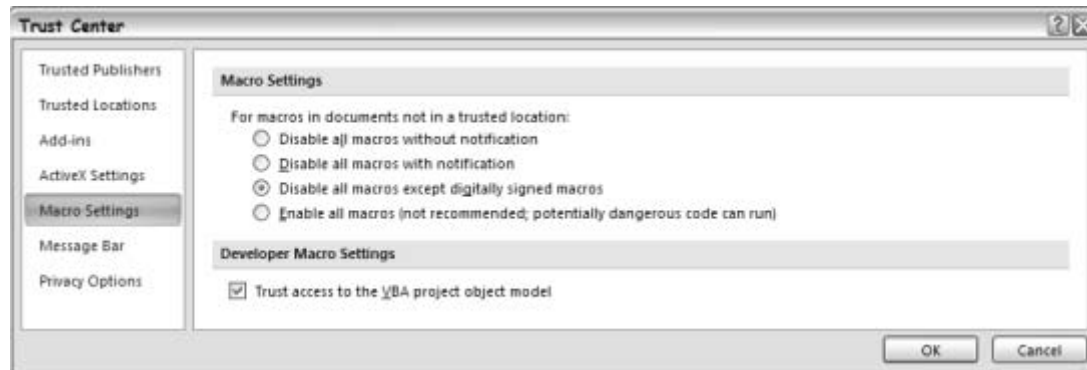 Trust Center
Trusted Publishers
Trusted Locations
Add-ins
ActiveX Settings
Macro Settings
Message Bar
Privacy Options
Macro Settings
For macros in documents not in a trusted location:
Disable all macros without notification
Disable all macros with notification
Disable all macros except digitally signed macros
Enable all macros (not recommended; potentially dangerous code can run)
Developer Macro Settings
Trust access to the VBA project object model
OK
Cancel